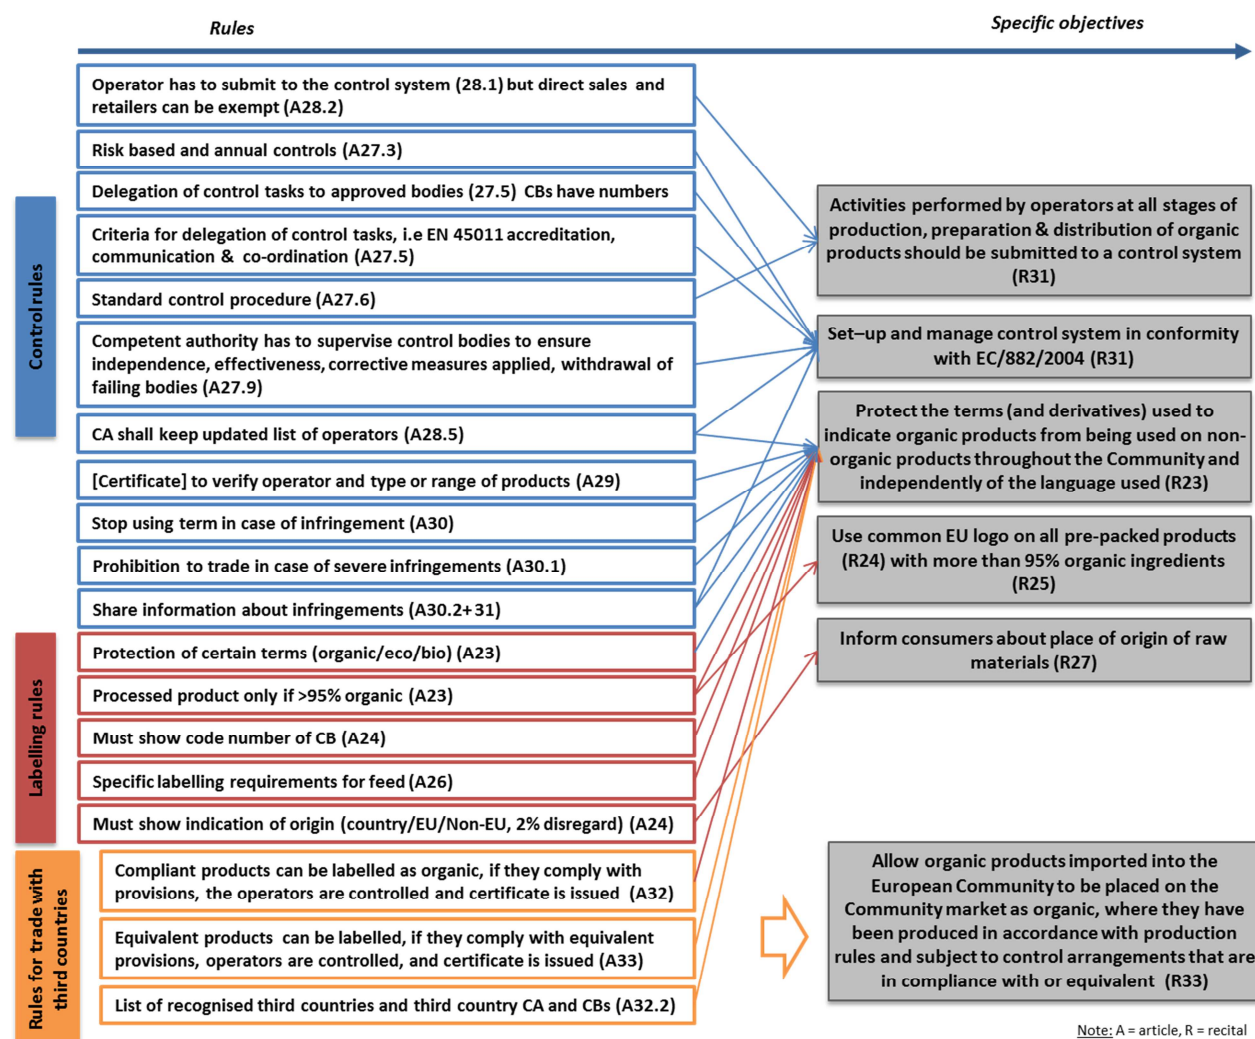 Rules
Specific objectives
Control rules
Operator has to submit to the control system (28.1) but direct sales and
retailers can be exempt (A28.2)
Risk based and annual controls (A27.3)
Delegation of control tasks to approved bodies (27.5) CBs have numbers
Criteria for delegation of control tasks, i.e EN 45011 accreditation,
communication & co-ordination (A27.5)
Standard control procedure (A27.6)
Competent authority has to supervise control bodies to ensure
independence, effectiveness, corrective measures applied, withdrawal of
failing bodies (A27.9)
CA shall keep updated list of operators (A28.5)
[Certificate] to verify operator and type or range of products (A29)
Stop using term in case of infringement (A30)
Prohibition to trade in case of severe infringements (A30.1)
Share information about infringements (A30.2+31)
Labelling rules
Protection of certain terms (organic/eco/bio) (A23)
Processed product only if >95% organic (A23)
Must show code number of CB (A24)
Specific labelling requirements for feed (A26)
Must show indication of origin (country/EU/Non-EU, 2% disregard) (A24)
Rules for trade with
third countries
Compliant products can be labelled as organic, if they comply with
provisions, the operators are controlled and certificate is issued (A32)
Equivalent products can be labelled, if they comply with equivalent
provisions, operators are controlled, and certificate is issued (A33)
List of recognised third countries and third country CA and CBs (A32.2)
Activities performed by operators at all stages of
production, preparation & distribution of organic
products should be submitted to a control system
(R31)
Set–up and manage control system in conformity
with EC/882/2004 (R31)
Protect the terms (and derivatives) used to
indicate organic products from being used on non-
organic products throughout the Community and
independently of the language used (R23)
Use common EU logo on all pre-packed products
(R24) with more than 95% organic ingredients
(R25)
Inform consumers about place of origin of raw
materials (R27)
Allow organic products imported into the
European Community to be placed on the
Community market as organic, where they have
been produced in accordance with production
rules and subject to control arrangements that are
in compliance with or equivalent (R33)
Note: A = article, R = recital